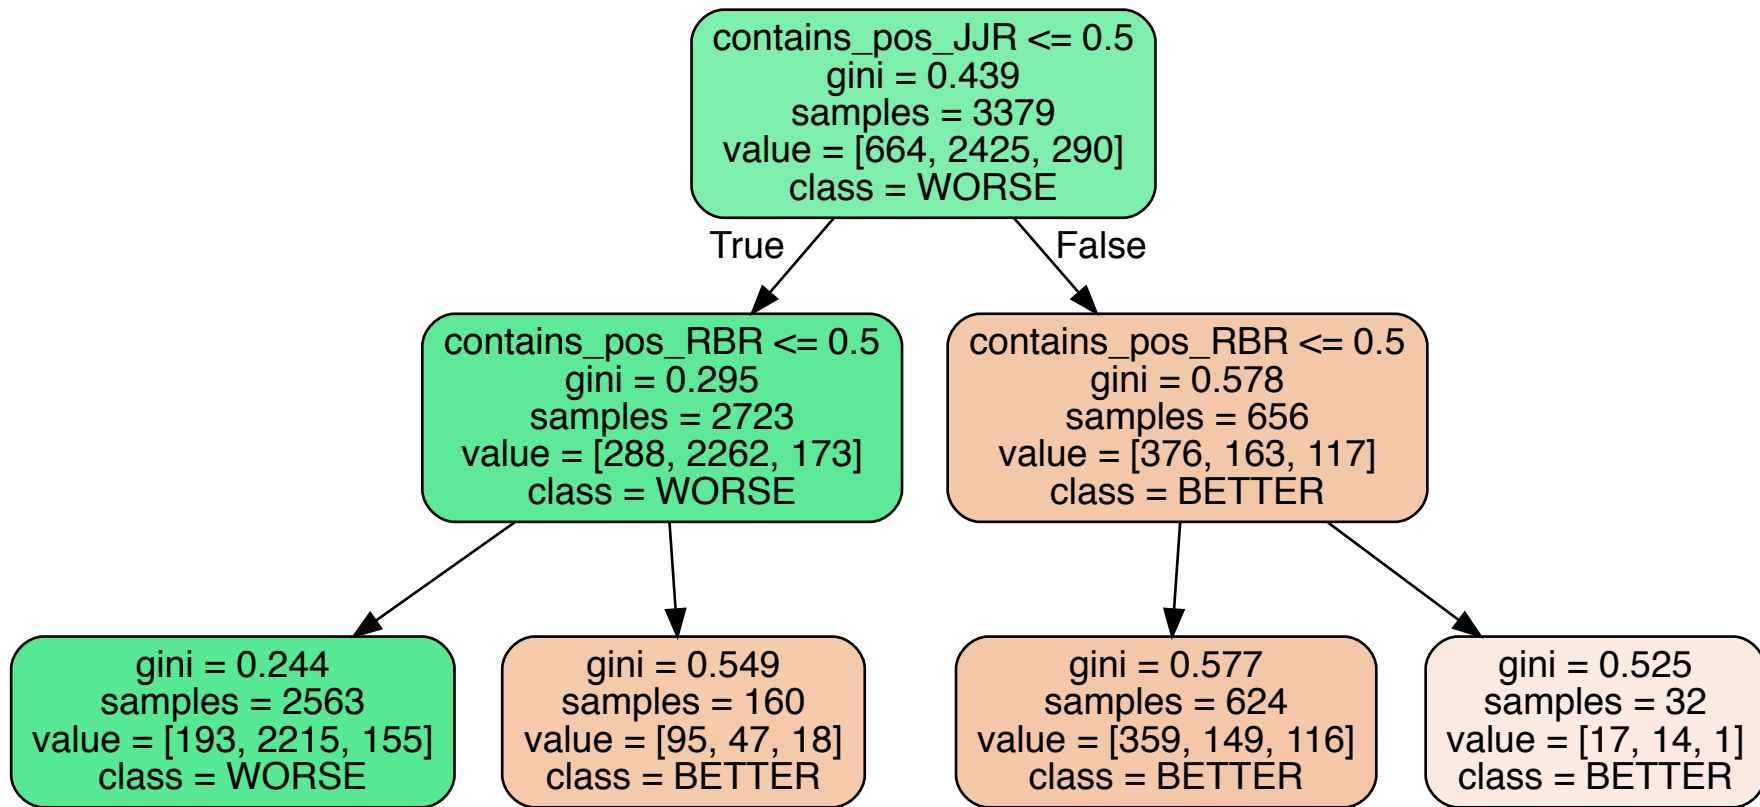 contains_pos_JJR <= 0.5
gini = 0.439
samples = 3379
value = [664, 2425, 290]
class = WORSE
True
False
contains_pos_RBR <= 0.5
gini = 0.295
samples = 2723
value = [288, 2262, 173]
class = WORSE
contains_pos_RBR <= 0.5
gini = 0.578
samples = 656
value = [376, 163, 117]
class = BETTER
gini = 0.244
samples = 2563
value = [193, 2215, 155]
class = WORSE
gini = 0.549
samples = 160
value = [95, 47, 18]
class = BETTER
gini = 0.577
samples = 624
value = [359, 149, 116]
class = BETTER
gini = 0.525
samples = 32
value = [17, 14, 1]
class = BETTER